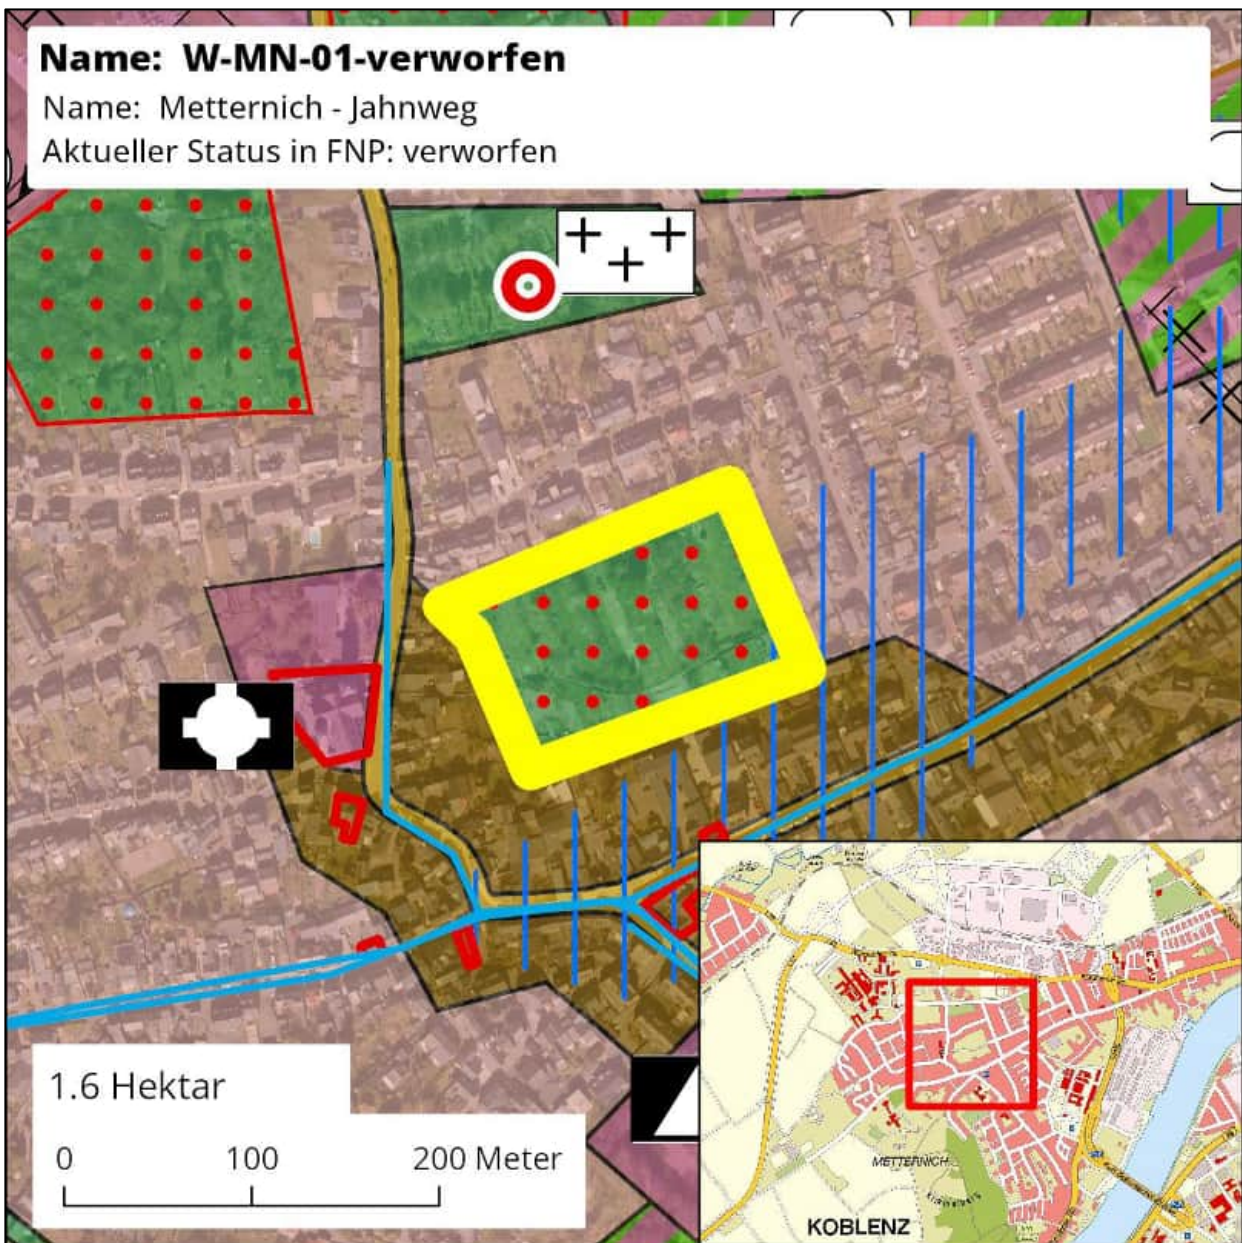 Name: W-MN-01-verworfen
Name: Metternich - Jahnweg
Aktueller Status in FNP: verworfen
1.6 Hektar
0 100 200 Meter
METTERNICH
KOBLENZ